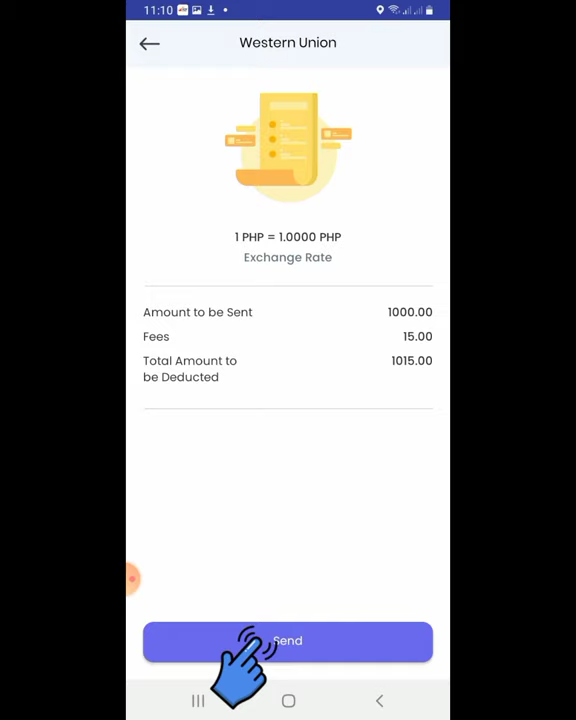 11:10
Western Union
1 PHP = 1.0000 PHP
Exchange Rate
Amount to be Sent 1000.00
Fees 15.00
Total Amount to 1015.00
be Deducted
Send